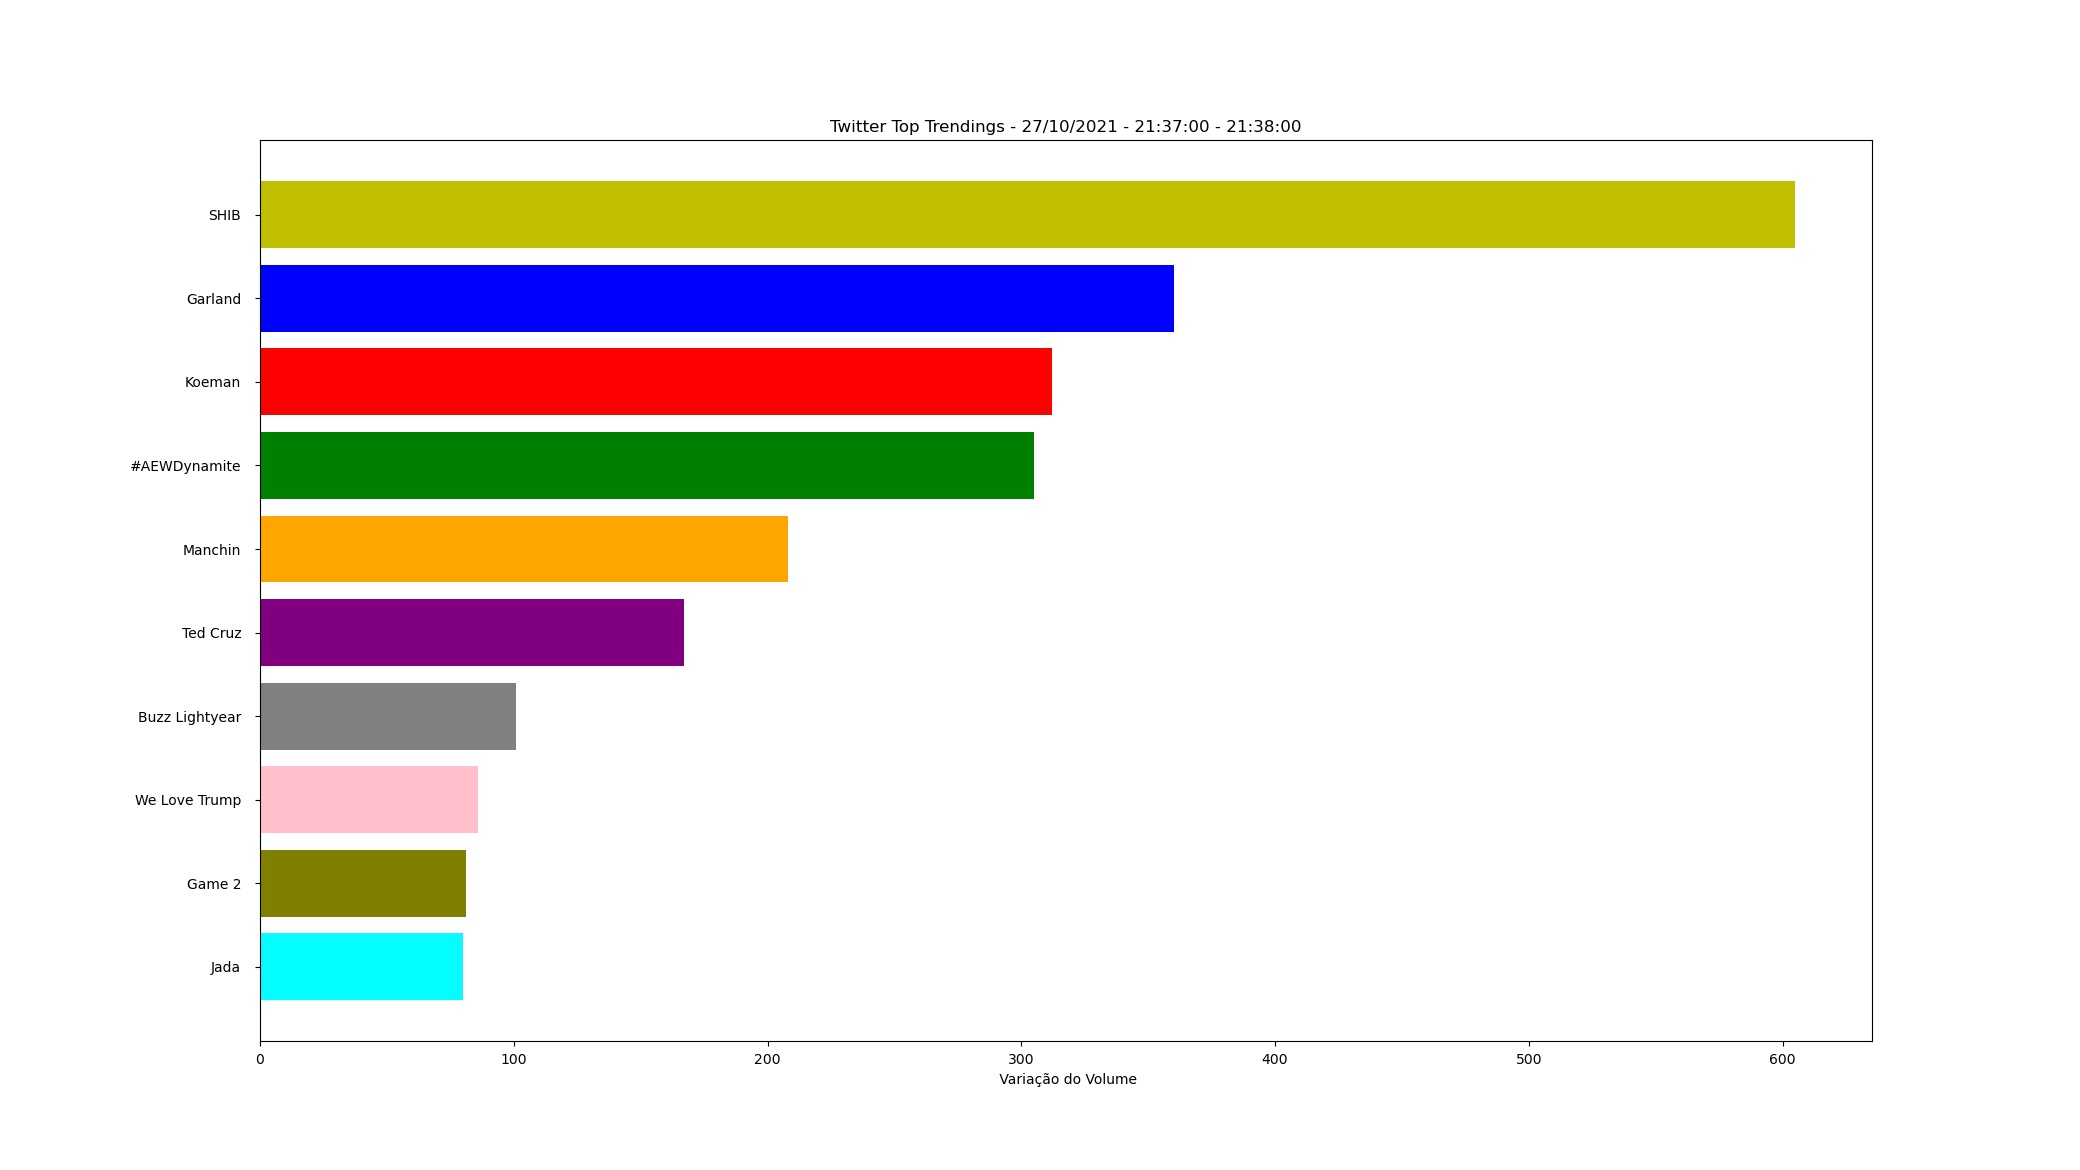 Twitter Top Trendings - 27/10/2021 - 21:37:00 - 21:38:00
SHIB
Garland
Koeman
#AEWDynamite
Manchin
Ted Cruz
Buzz Lightyear
We Love Trump
Game 2
Jada
0 100 200 300 400 500 600
Variação do Volume